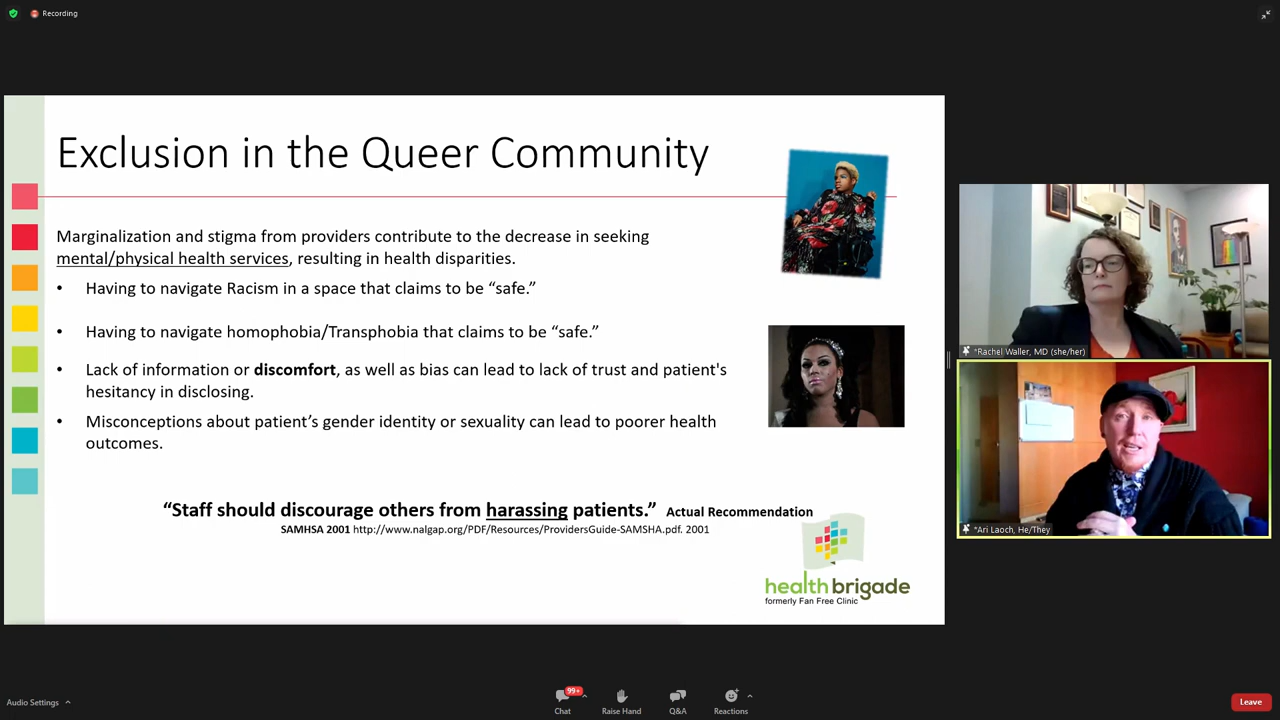 Recording
Exclusion in the Queer Community
Marginalization and stigma from providers contribute to the decrease in seeking
mental/physical health services, resulting in health disparities.
• Having to navigate Racism in a space that claims to be “safe.”
• Having to navigate homophobia/Transphobia that claims to be “safe.”
• Lack of information or discomfort, as well as bias can lead to lack of trust and patient's
hesitancy in disclosing.
• Misconceptions about patient’s gender identity or sexuality can lead to poorer health
outcomes.
“Staff should discourage others from harassing patients.” Actual Recommendation
SAMHSA 2001 http://www.nalgap.org/PDF/Resources/ProvidersGuide-SAMSHA.pdf. 2001
healthbrigade
formerly Fan Free Clinic
*Rachel Waller, MD (she/her)
*Ari Laoch, He/They
Audio Settings
99+
Chat
Raise Hand
Q&A
Reactions
Leave